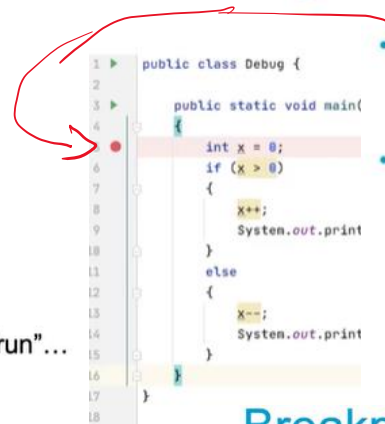 1 public class Debug {
2
3 public static void main(
4 {
int x = 0;
6 if (x > 0)
7 {
8 x++;
9 System.out.print
10 }
11 else
12 {
13 x--;
14 System.out.print
run"… 15 }
16 }
17 }
18
Breakp